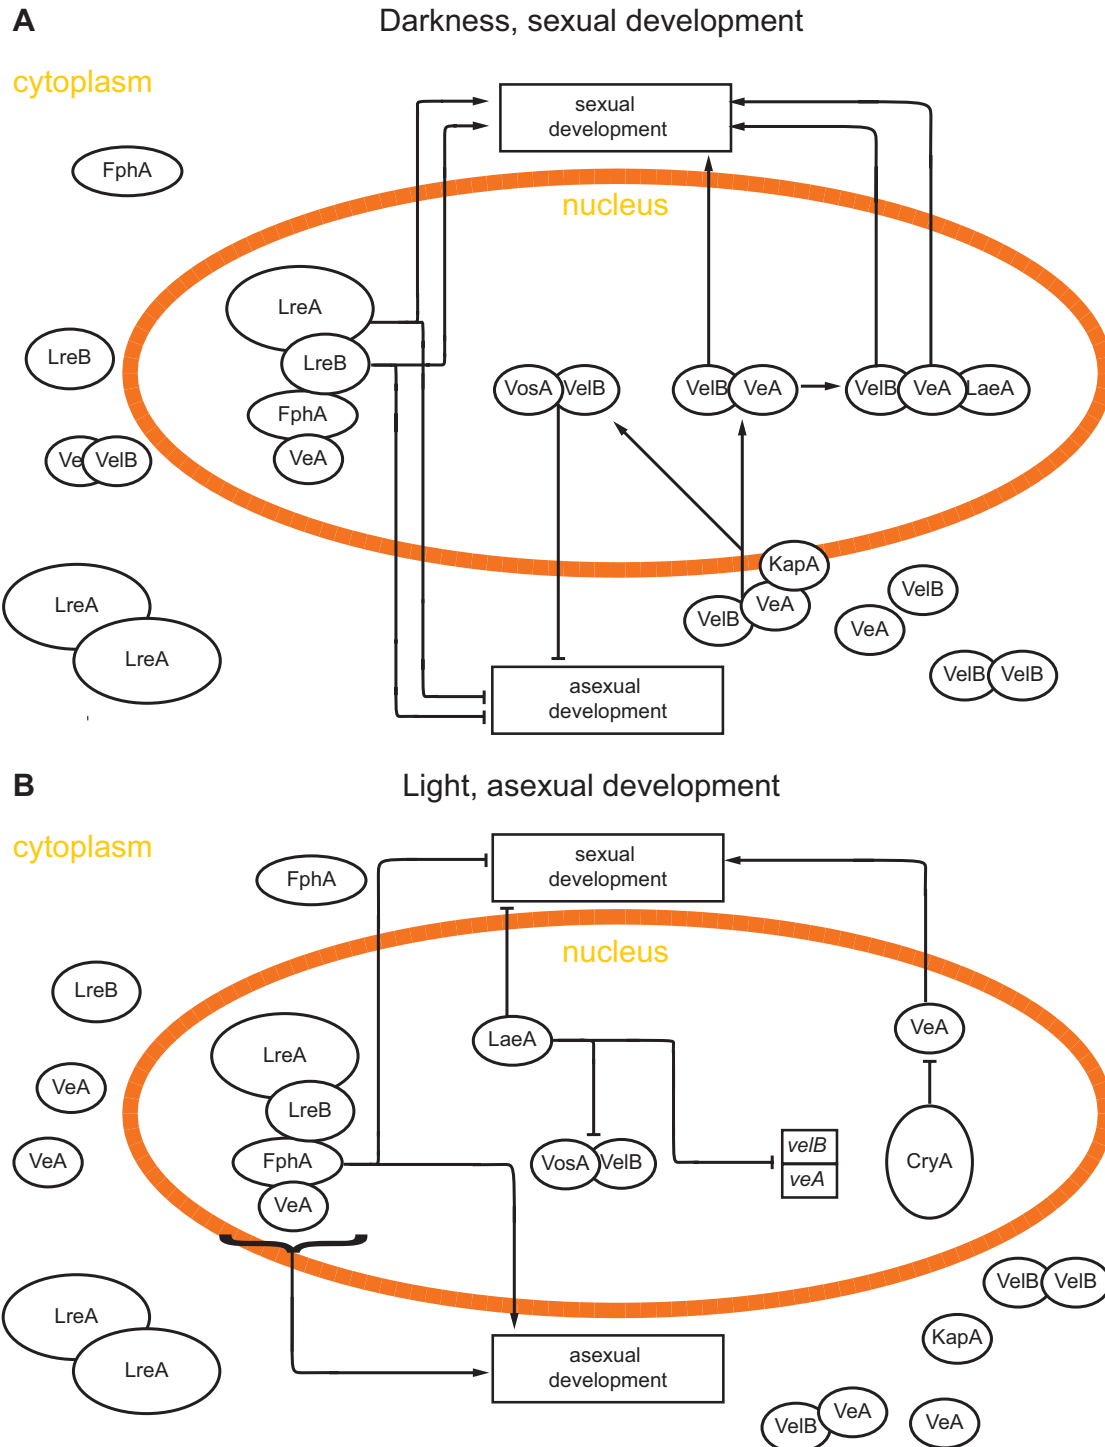 A
Darkness, sexual development
cytoplasm
sexual
development
FphA
nucleus
LreA
LreB
LreB
VosA
VelB
VelB
VeA
VelB
VeA
LaeA
FphA
Ve
VelB
VeA
KapA
LreA
VelB
VeA
VelB
VeA
LreA
VelB
VelB
asexual
development
B
Light, asexual development
cytoplasm
sexual
development
FphA
nucleus
LreB
VeA
LaeA
LreA
VeA
LreB
velB
VeA
FphA
VosA
VelB
CryA
veA
VeA
VelB
VelB
LreA
KapA
LreA
asexual
development
VelB
VeA
VeA